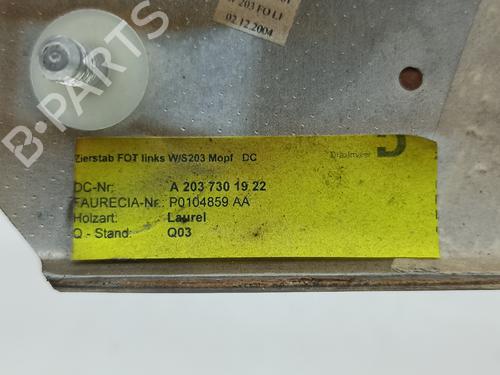 203 FO LI
02.12.2004
B-PARTS
Zierstab FOT links W/S203 Mopf DC
Dräxlmaier
DC-Nr: A 203 730 19 22
FAURECIA-Nr.: P0104859 AA
Holzart: Laurel
Q - Stand: Q03